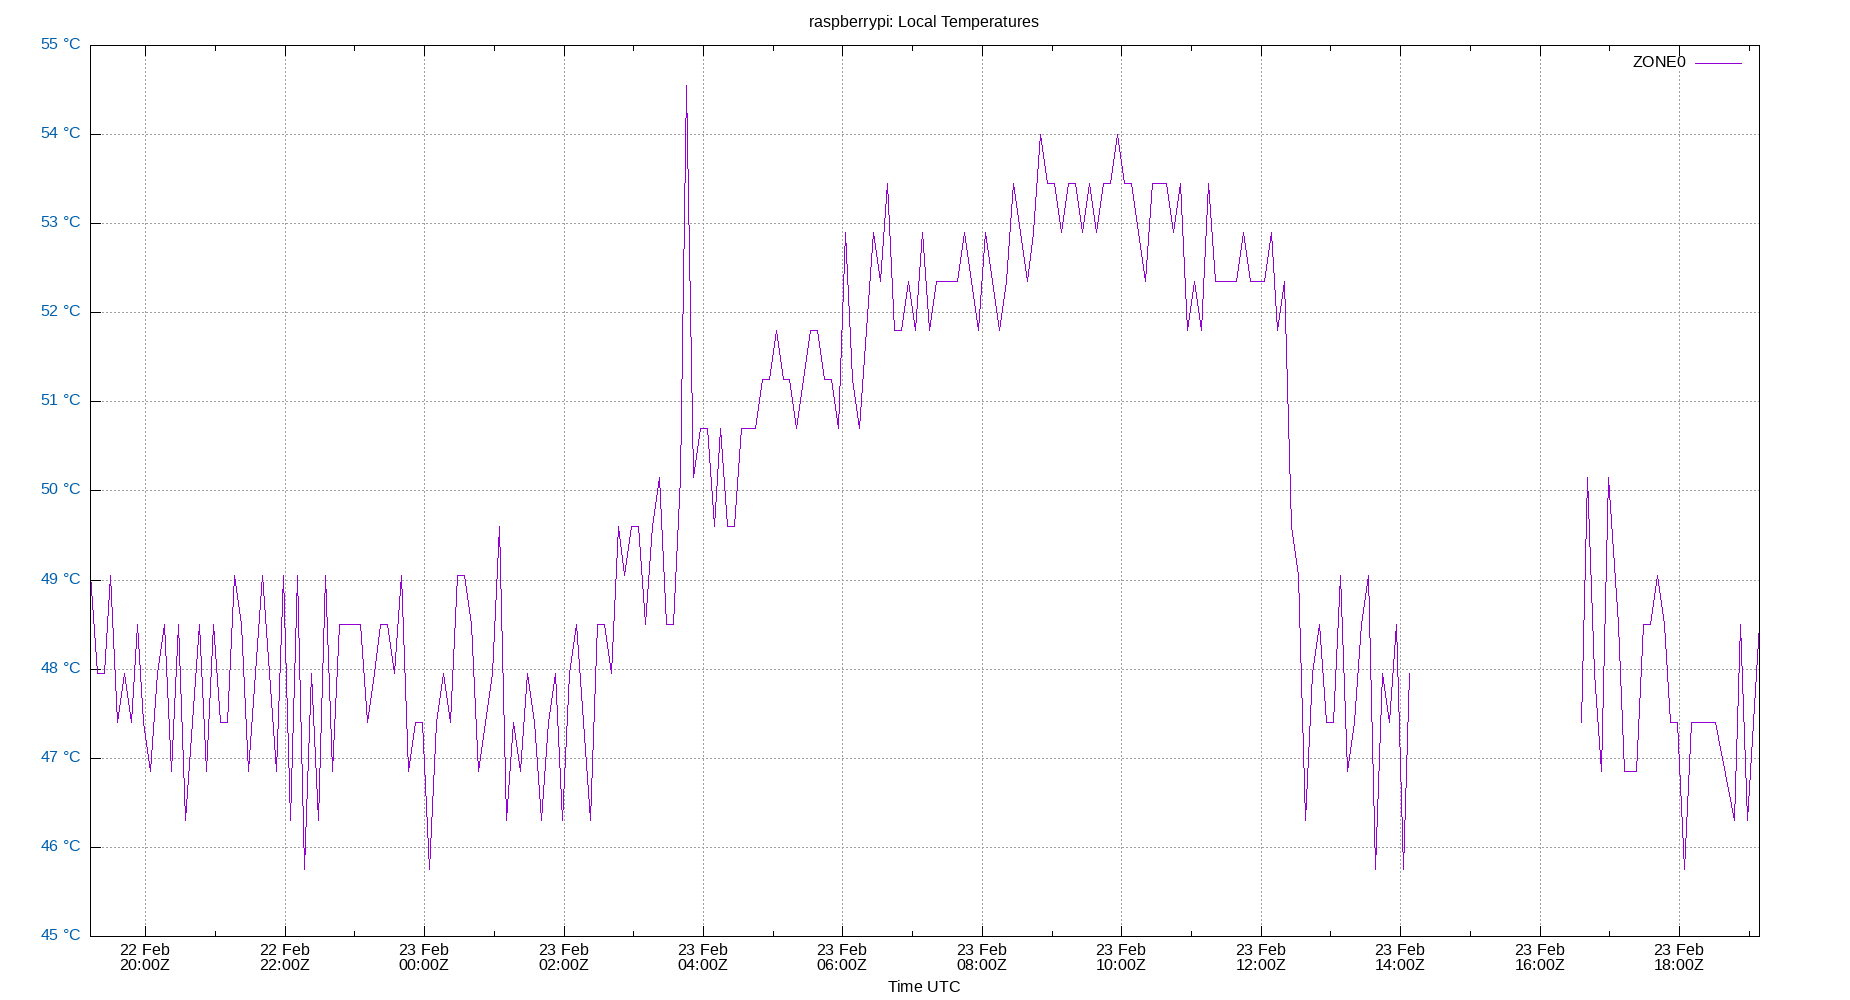 raspberrypi: Local Temperatures
55 °C
ZONE0
54 °C
53 °C
52 °C
51 °C
50 °C
49 °C
48 °C
47 °C
46 °C
45 °C
22 Feb 22 Feb 23 Feb 23 Feb 23 Feb 23 Feb 23 Feb 23 Feb 23 Feb 23 Feb 23 Feb 23 Feb
20:00Z 22:00Z 00:00Z 02:00Z 04:00Z 06:00Z 08:00Z 10:00Z 12:00Z 14:00Z 16:00Z 18:00Z
Time UTC